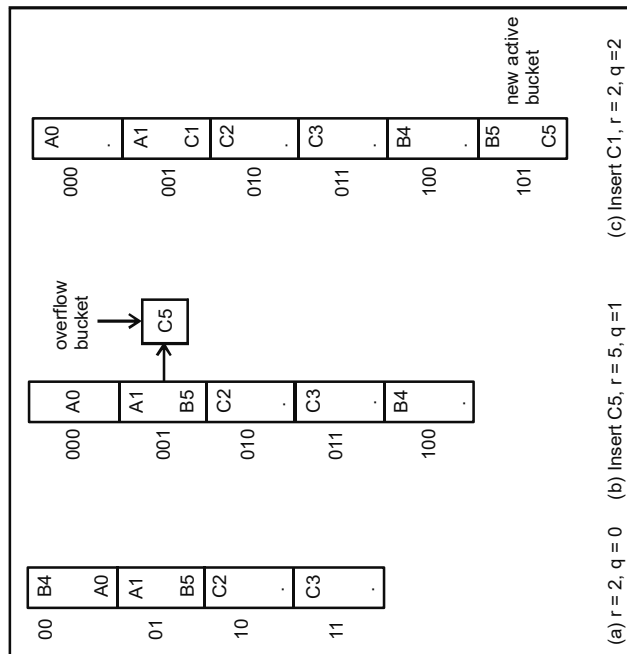 00
B4
A0
01
A1
B5
10
C2
.
11
C3
.
(a) r = 2, q = 0
000
A0
001
A1
B5
overflow
bucket
C5
010
C2
.
011
C3
.
100
B4
.
(b) Insert C5, r = 5, q =1
000
A0
.
001
A1
C1
010
C2
.
011
C3
.
100
B4
.
101
B5
C5
new active
bucket
(c) Insert C1, r = 2, q =2